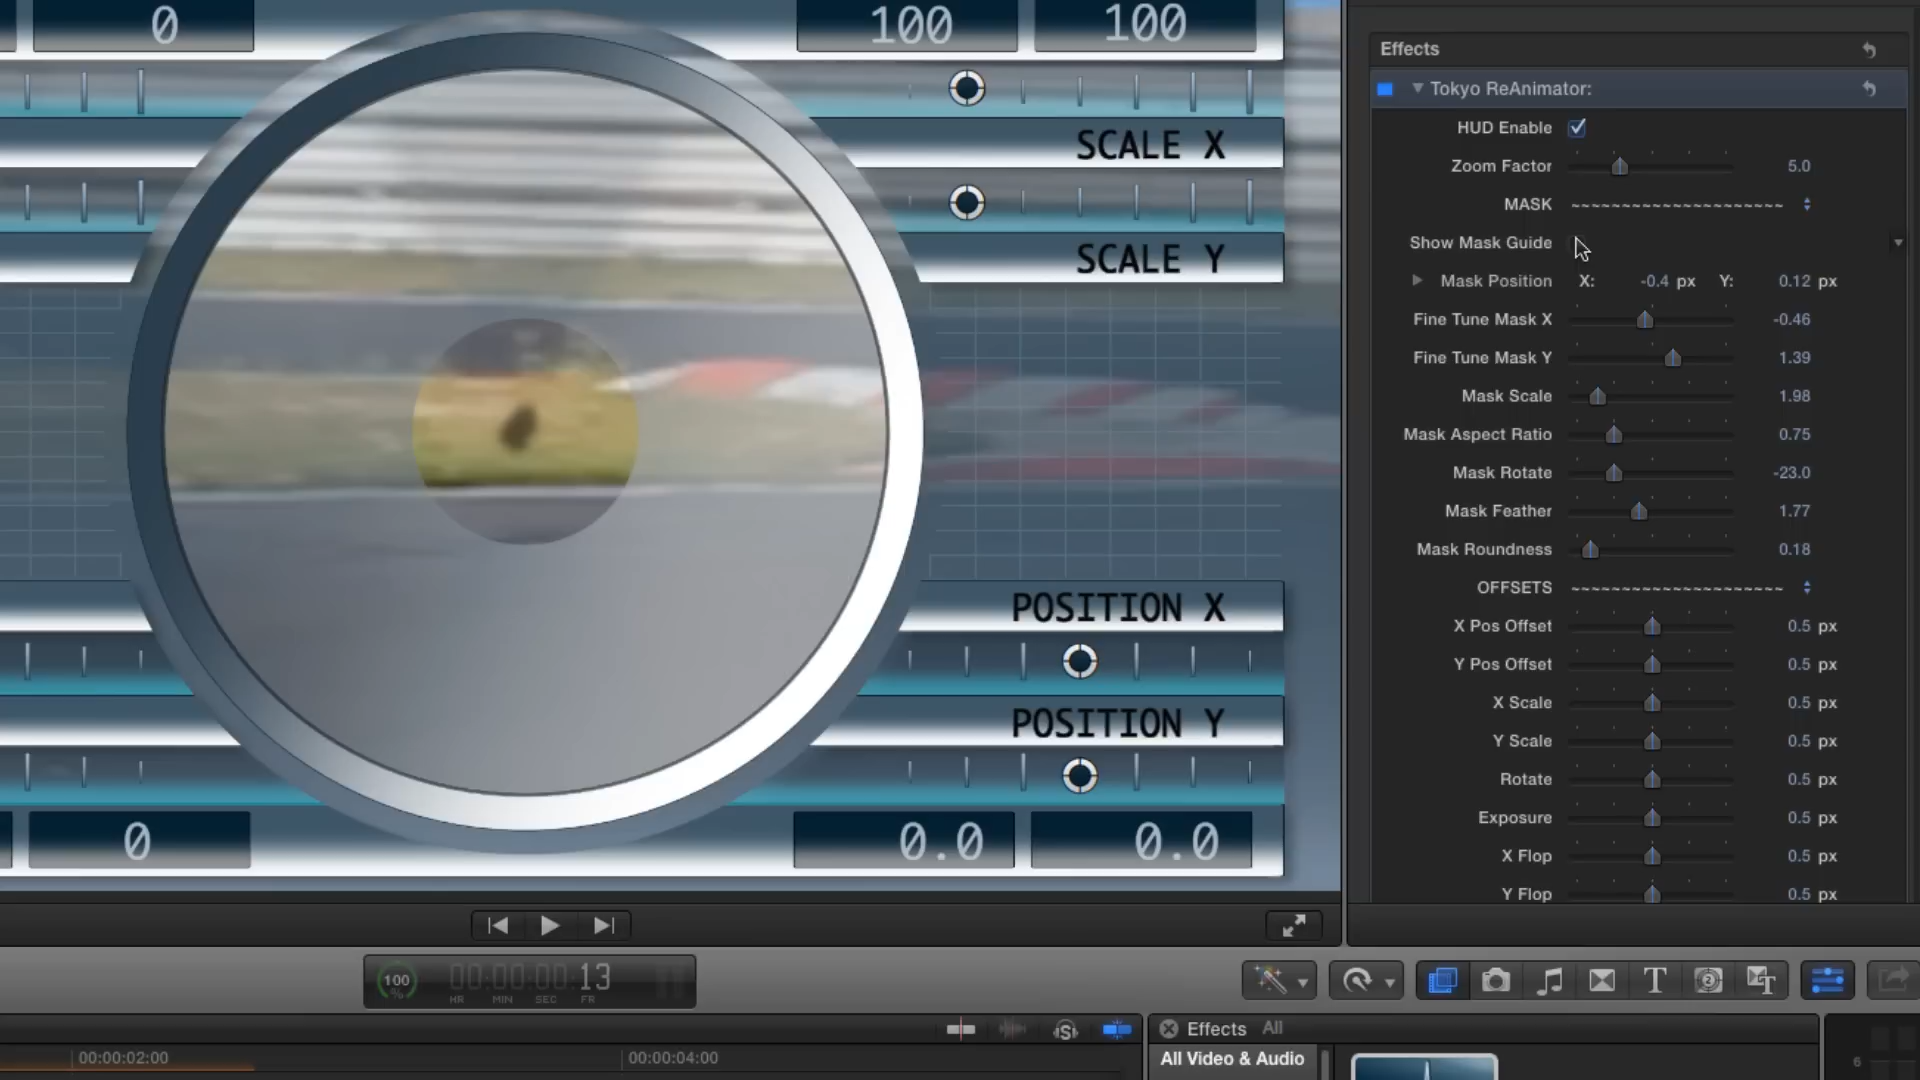 0
100 100
SCALE X
SCALE Y
POSITION X
POSITION Y
0
0.0 0.0
Effects
Tokyo ReAnimator:
HUD Enable
Zoom Factor 5.0
MASK ~~~~~~~~~~~~~~~~~~~~~~
Show Mask Guide
Mask Position X: -0.4 px Y: 0.12 px
Fine Tune Mask X -0.46
Fine Tune Mask Y 1.39
Mask Scale 1.98
Mask Aspect Ratio 0.75
Mask Rotate -23.0
Mask Feather 1.77
Mask Roundness 0.18
OFFSETS ~~~~~~~~~~~~~~~~~~~~~~
X Pos Offset 0.5 px
Y Pos Offset 0.5 px
X Scale 0.5 px
Y Scale 0.5 px
Rotate 0.5 px
Exposure 0.5 px
X Flop 0.5 px
Y Flop 0.5 px
100 %
00:00:00:13
HR MIN SEC FR
T
2
T
S
00:00:02:00
00:00:04:00
Effects All
All Video & Audio
6